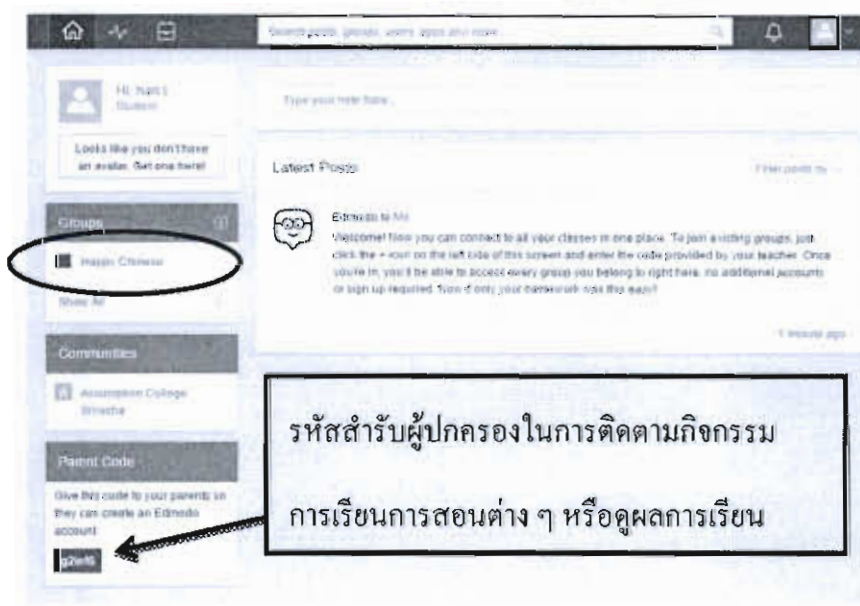 Search posts, groups, users, apps and more
Student
Type your note here...
Looks like you don't have
an avatar. Get one here!
Latest Posts
Filter posts by
Groups
Edmodo to Me
Welcome! Now you can connect to all your classes in one place. To join existing groups, just
click the + icon on the left side of this screen and enter the code provided by your teacher. Once
you're in, you'll be able to access every group you belong to right here, no additional accounts
or sign up required. Now if only your homework was this easy!
Happy Chinese
Show All
1 minute ago
Communities
Assumption College
Sriracha
Parent Code
Give this code to your parents so
they can create an Edmodo
account
รหัสสำรับผู้ปกครองในการติดตามกิจกรรม
การเรียนการสอนต่าง ๆ หรือดูผลการเรียน